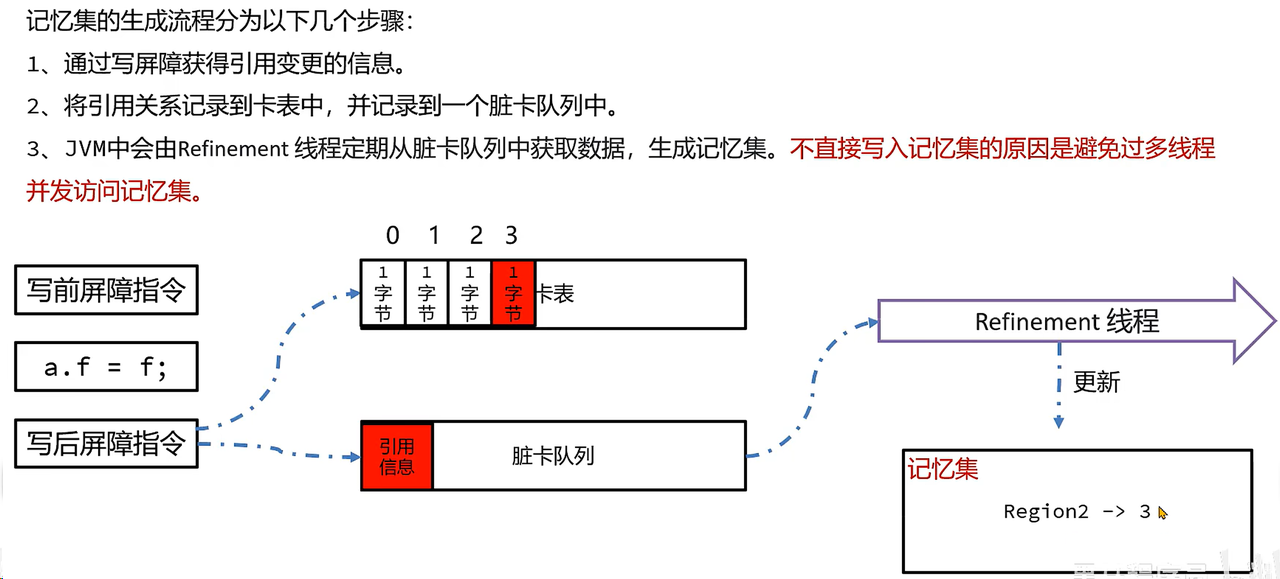 记忆集的生成流程分为以下几个步骤：
1、通过写屏障获得引用变更的信息。
2、将引用关系记录到卡表中，并记录到一个脏卡队列中。
3、JVM中会由Refinement 线程定期从脏卡队列中获取数据，生成记忆集。不直接写入记忆集的原因是避免过多线程
并发访问记忆集。
0 1 2 3
写前屏障指令
1字节 1字节 1字节 1字节 卡表
Refinement 线程
a.f = f;
更新
写后屏障指令
引用
信息
脏卡队列
记忆集
Region2 -> 3